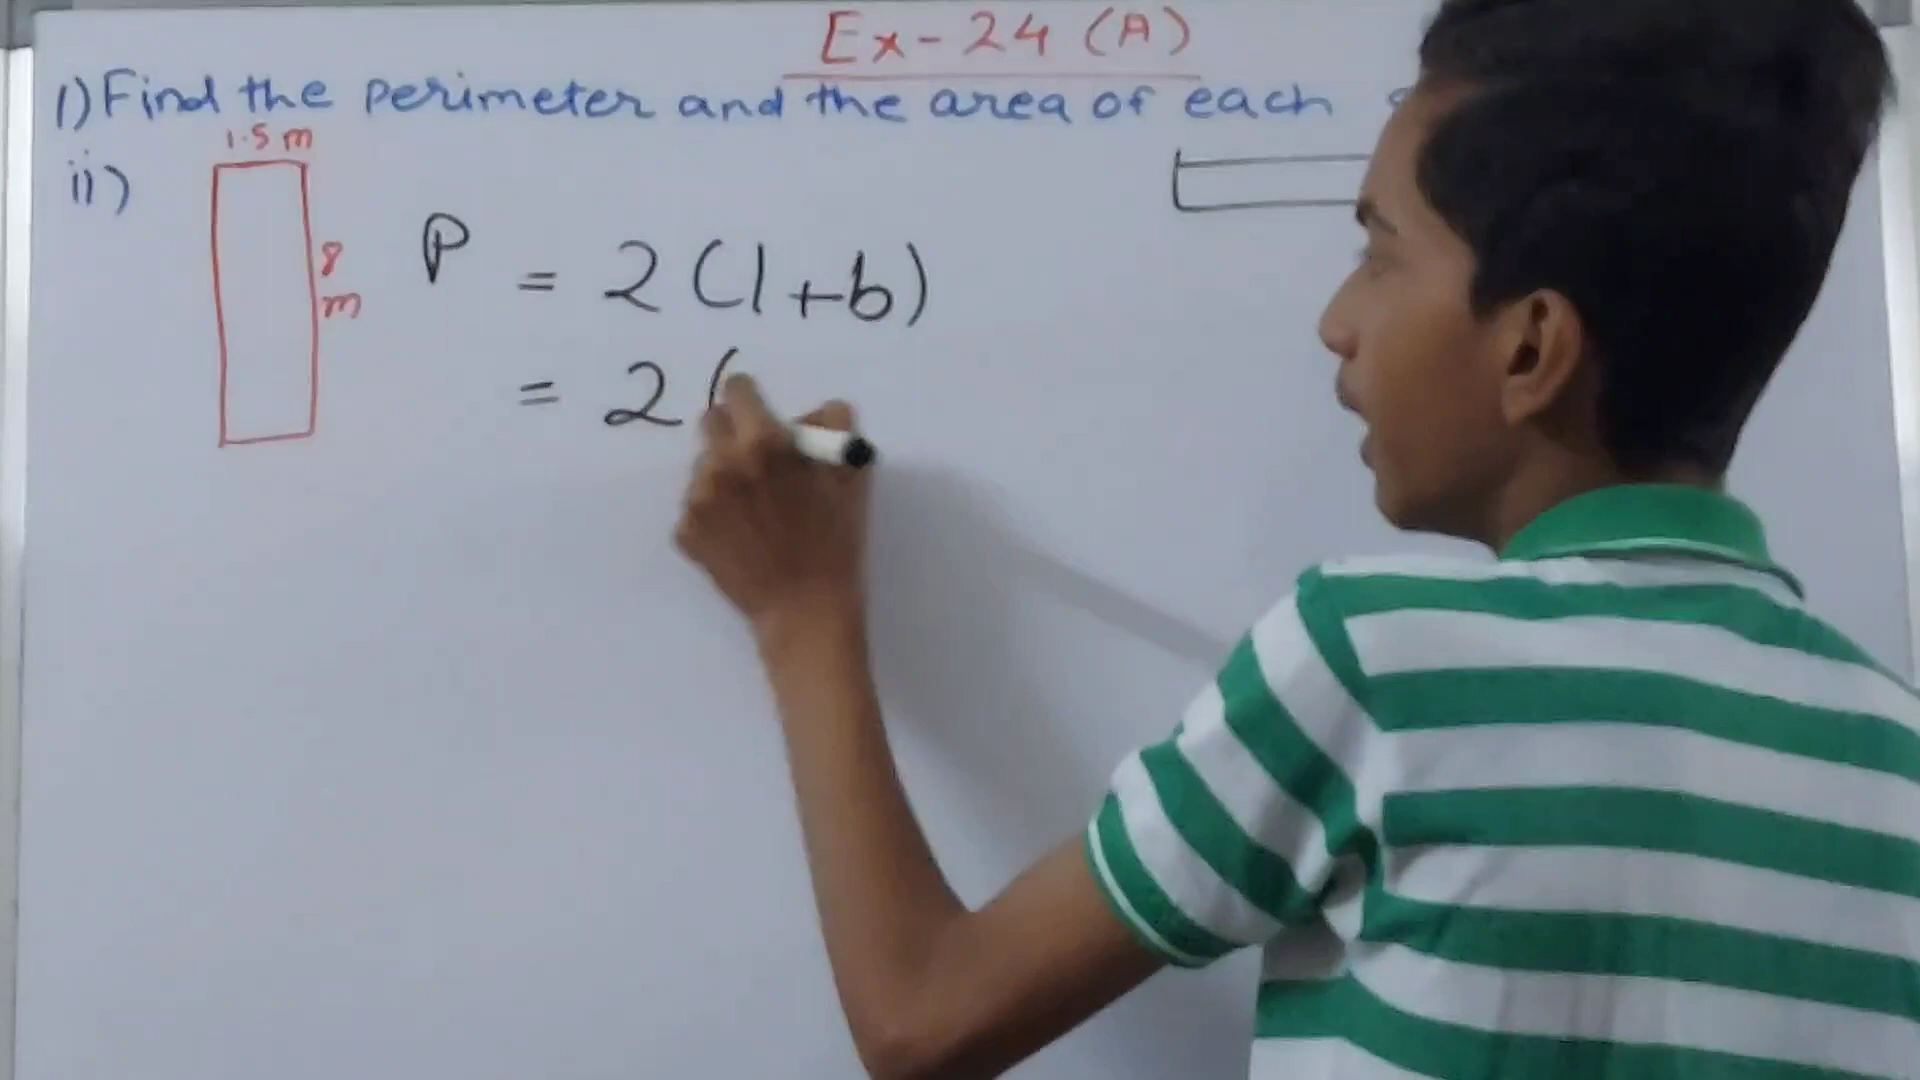 Ex-24 (A)
1) Find the perimeter and the area of each
1.5 m
ii)
8
m
P = 2(l+b)
= 2(